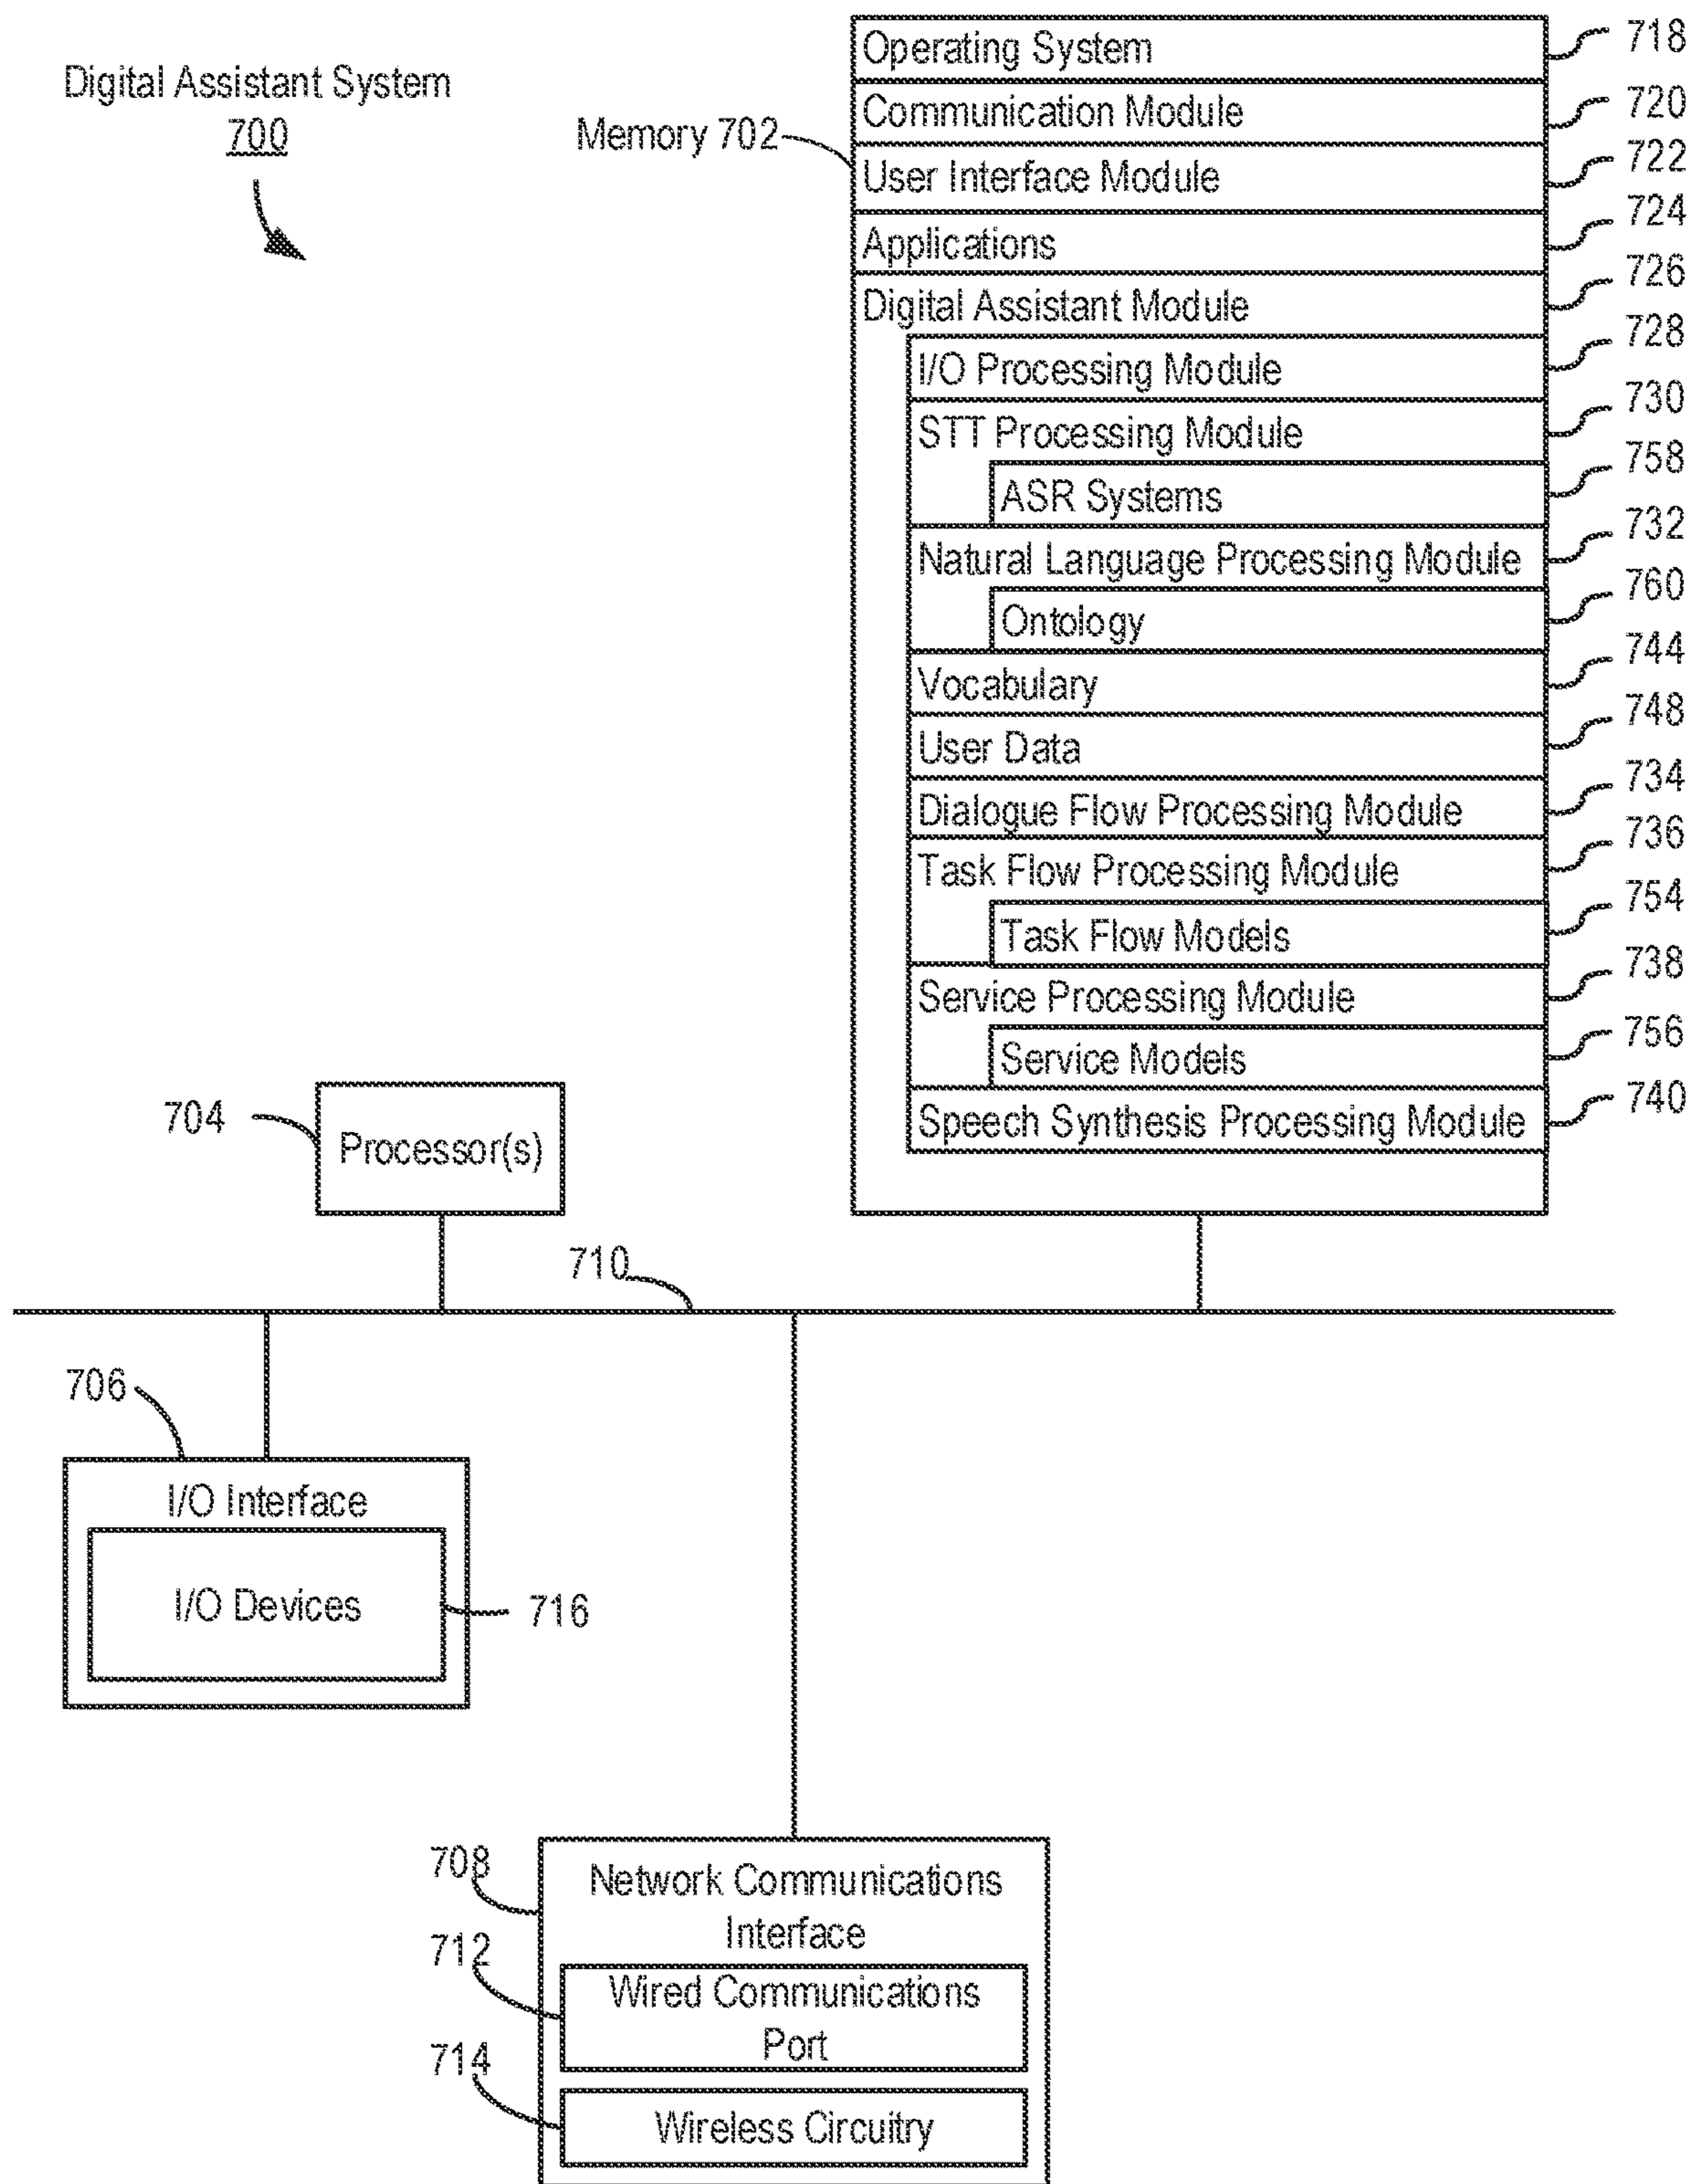 Digital Assistant System
700
Memory 702
Operating System 718
Communication Module 720
User Interface Module 722
Applications 724
Digital Assistant Module 726
I/O Processing Module 728
STT Processing Module 730
ASR Systems 758
Natural Language Processing Module 732
Ontology 760
Vocabulary 744
User Data 748
Dialogue Flow Processing Module 734
Task Flow Processing Module 736
Task Flow Models 754
Service Processing Module 738
Service Models 756
Speech Synthesis Processing Module 740
704
Processor(s)
710
706
I/O Interface
I/O Devices
716
708
Network Communications
Interface
712
Wired Communications
Port
714
Wireless Circuitry